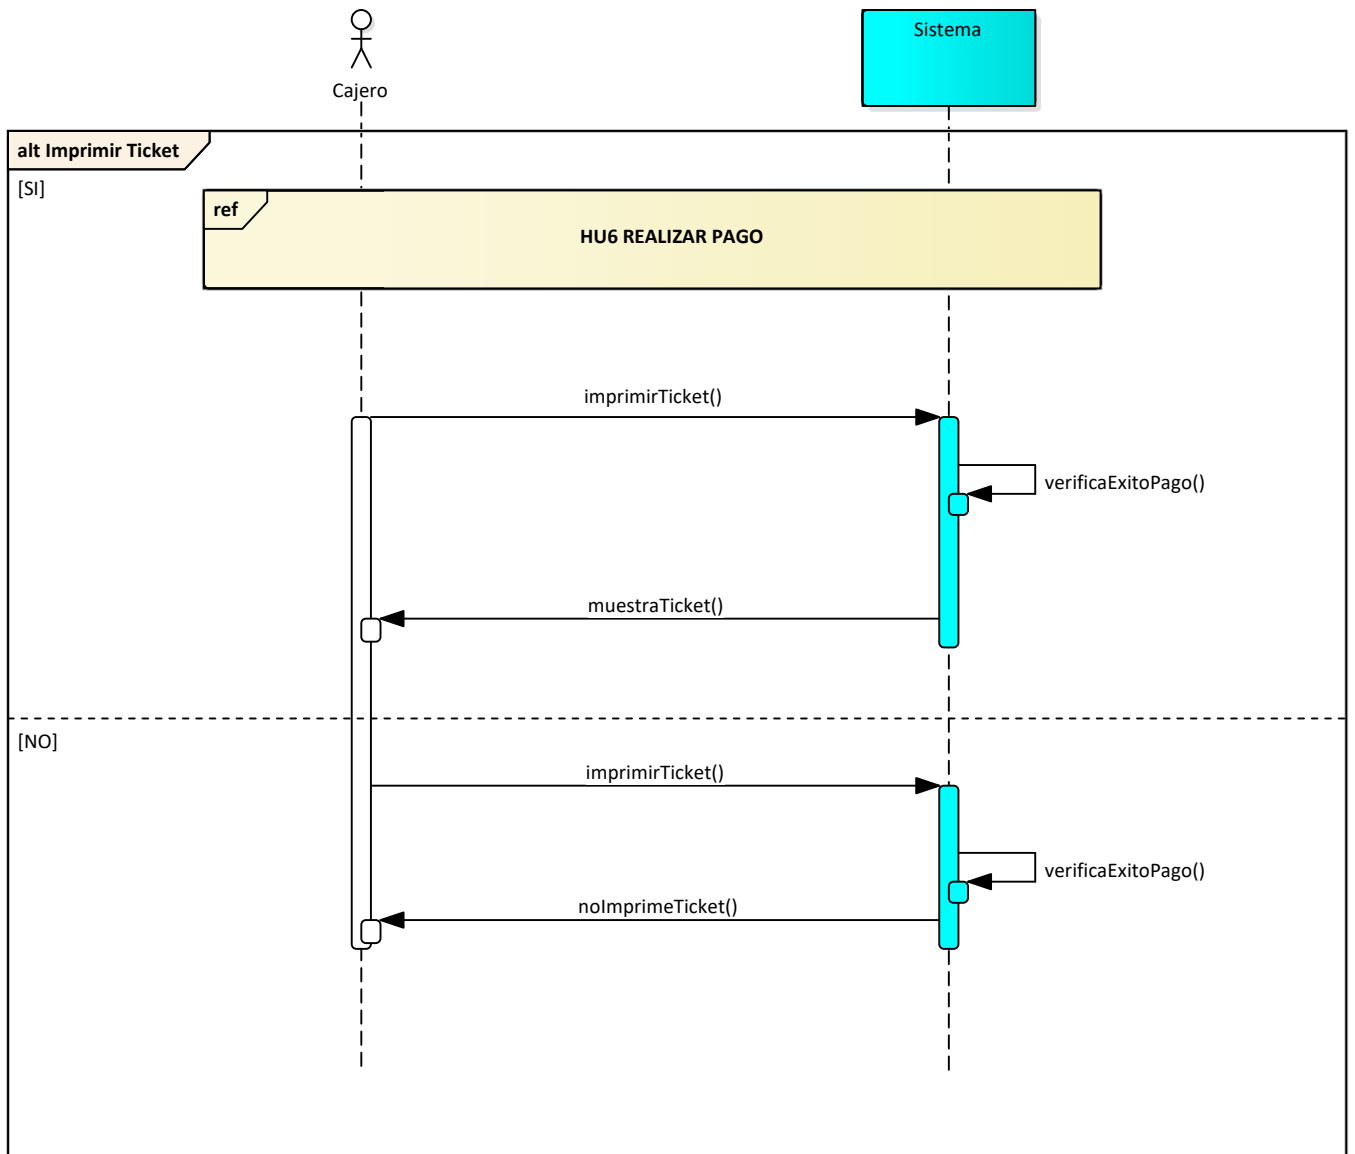 Cajero
Sistema
alt Imprimir Ticket
[SI]
ref
HU6 REALIZAR PAGO
imprimirTicket()
verificaExitoPago()
muestraTicket()
[NO]
imprimirTicket()
verificaExitoPago()
noImprimeTicket()